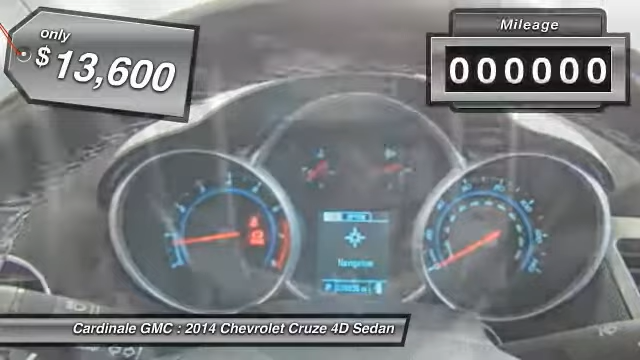 only
$13,600
Mileage
000000
Navigation
Cardinale GMC : 2014 Chevrolet Cruze 4D Sedan